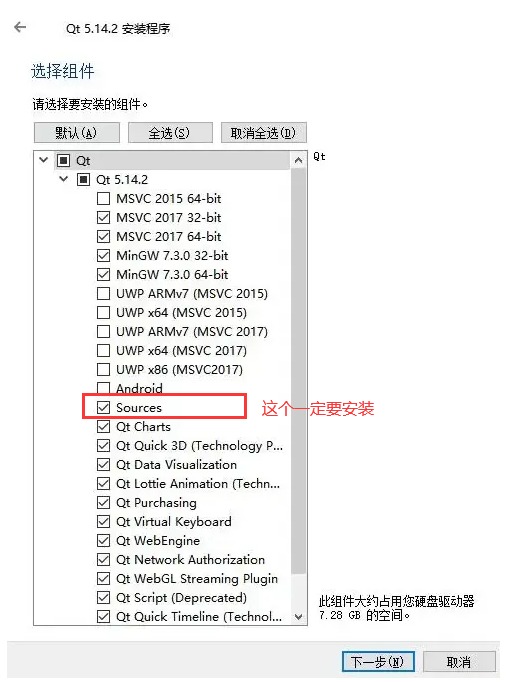 Qt 5.14.2 安装程序
选择组件
请选择要安装的组件。
默认(A) 全选(S) 取消全选(D)
Qt
Qt
Qt 5.14.2
MSVC 2015 64-bit
MSVC 2017 32-bit
MSVC 2017 64-bit
MinGW 7.3.0 32-bit
MinGW 7.3.0 64-bit
UWP ARMv7 (MSVC 2015)
UWP x64 (MSVC 2015)
UWP ARMv7 (MSVC 2017)
UWP x64 (MSVC 2017)
UWP x86 (MSVC2017)
Android
Sources 这个一定要安装
Qt Charts
Qt Quick 3D (Technology P...
Qt Data Visualization
Qt Lottie Animation (Techn...
Qt Purchasing
Qt Virtual Keyboard
Qt WebEngine
Qt Network Authorization
Qt WebGL Streaming Plugin
Qt Script (Deprecated)
Qt Quick Timeline (Technol...
此组件大约占用您硬盘驱动器
7.28 GB 的空间。
下一步(N) 取消